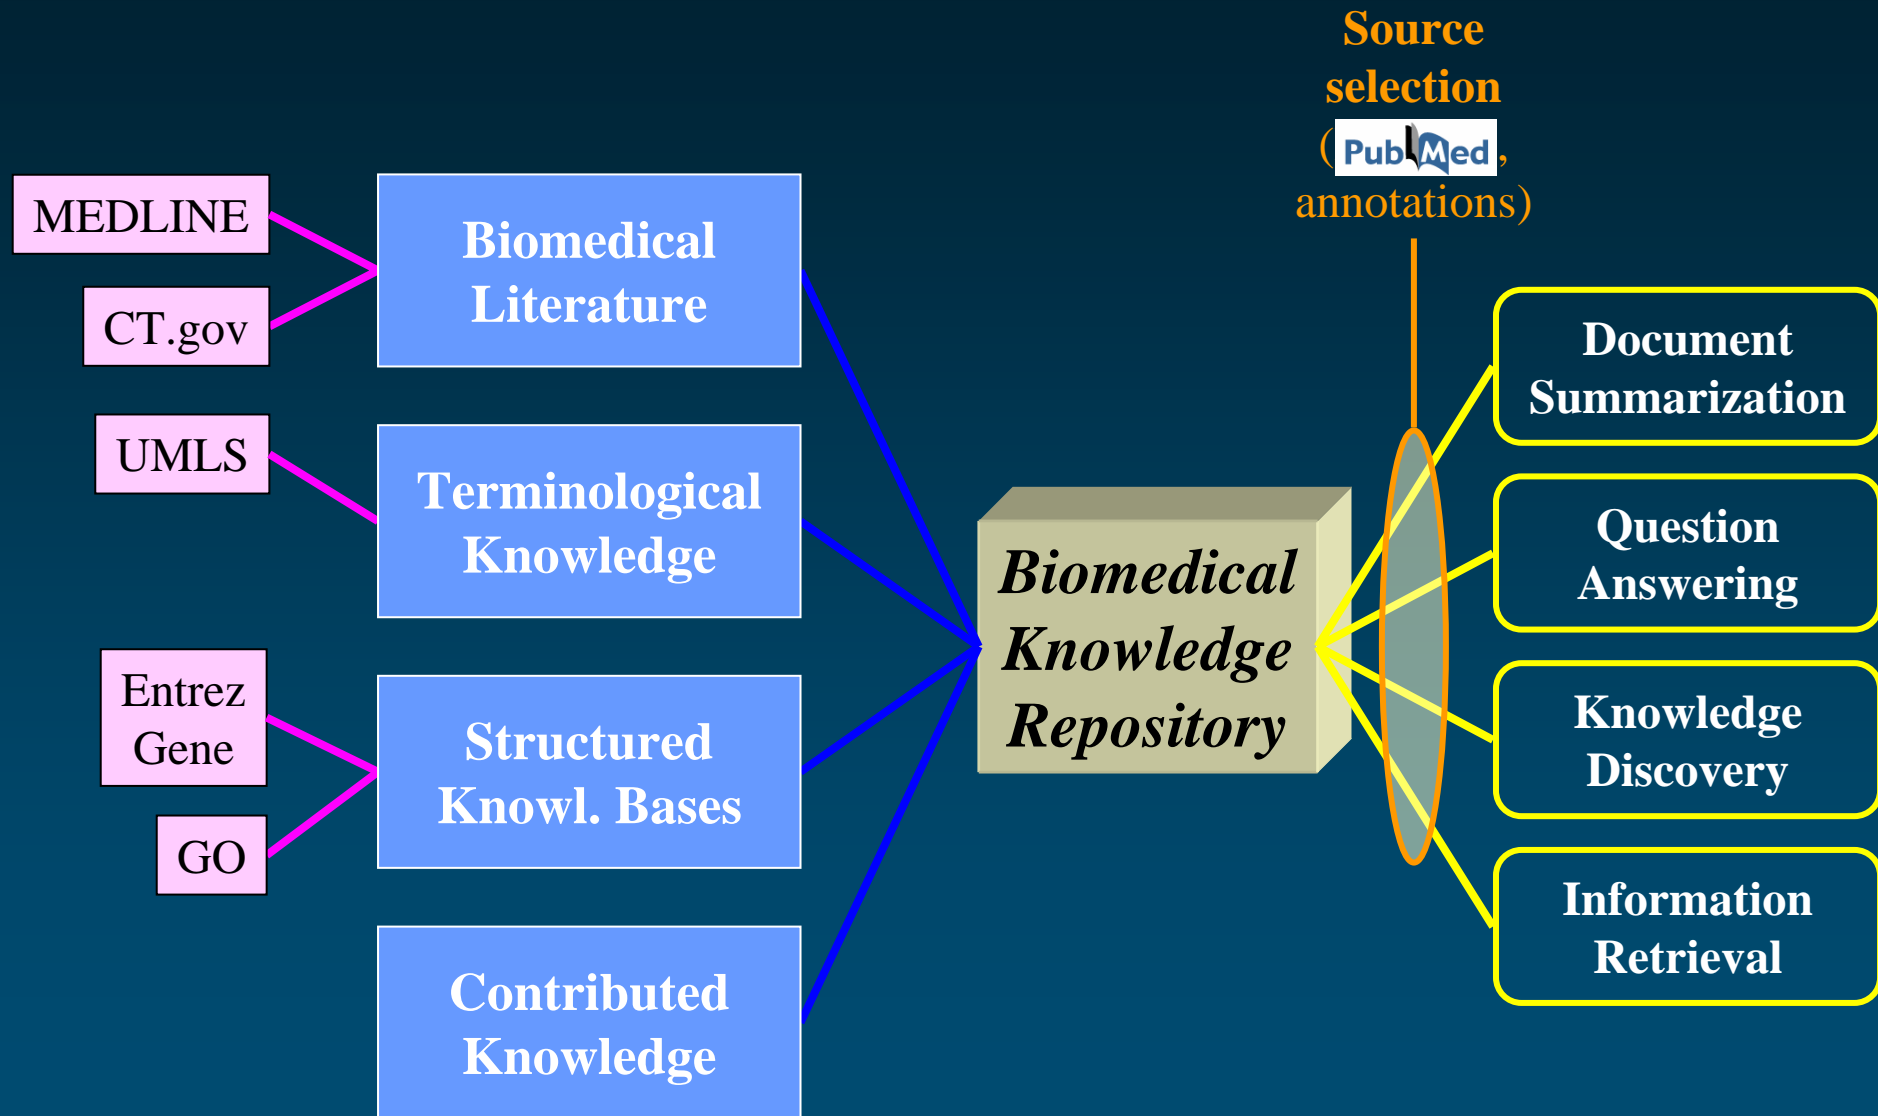 Source
selection
(PubMed,
annotations)
MEDLINE
CT.gov
UMLS
Entrez
Gene
GO
Biomedical
Literature
Terminological
Knowledge
Structured
Knowl. Bases
Contributed
Knowledge
Biomedical
Knowledge
Repository
Document
Summarization
Question
Answering
Knowledge
Discovery
Information
Retrieval